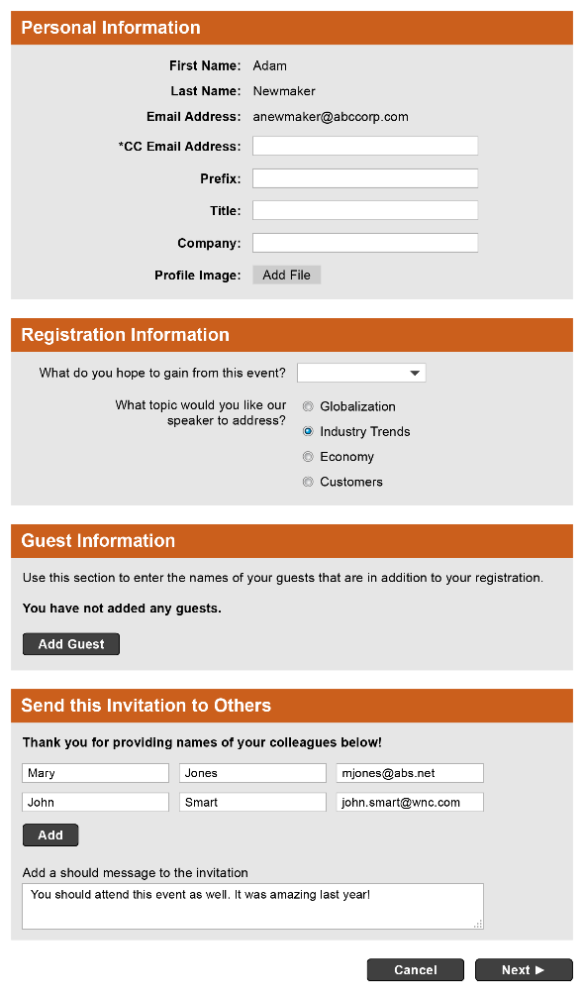 Personal Information
First Name: Adam
Last Name: Newmaker
Email Address: anewmaker@abccorp.com
*CC Email Address:
Prefix:
Title:
Company:
Profile Image: Add File
Registration Information
What do you hope to gain from this event?
What topic would you like our
speaker to address?
Globalization
Industry Trends
Economy
Customers
Guest Information
Use this section to enter the names of your guests that are in addition to your registration.
You have not added any guests.
Add Guest
Send this Invitation to Others
Thank you for providing names of your colleagues below!
Mary Jones mjones@abs.net
John Smart john.smart@wnc.com
Add
Add a should message to the invitation
You should attend this event as well. It was amazing last year!
Cancel Next ►